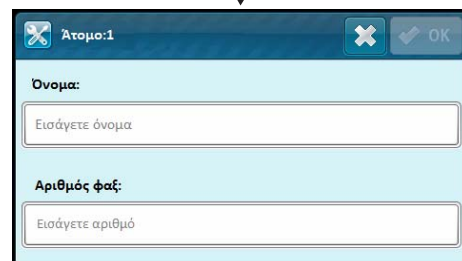 Άτομο:1
OK
Όνομα:
Εισάγετε όνομα
Αριθμός φαξ:
Εισάγετε αριθμό